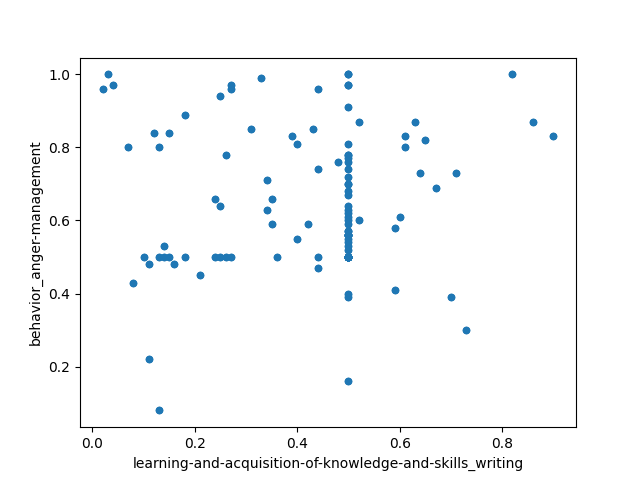 1.0
0.8
0.6
0.4
0.2
behavior_anger-management
0.0 0.2 0.4 0.6 0.8
learning-and-acquisition-of-knowledge-and-skills_writing